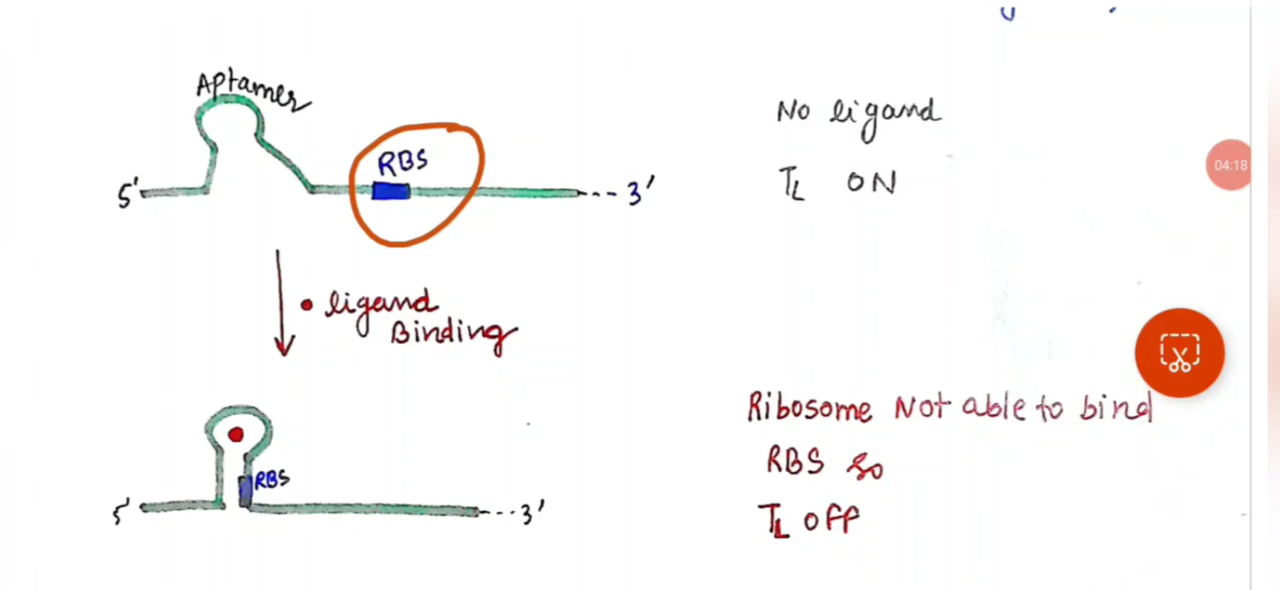 Aptamer
RBS
5' --- 3'
No ligand
TL ON
04:18
• ligand
Binding
RBS
5' ---3'
Ribosome Not able to bind
RBS so
TL OFF